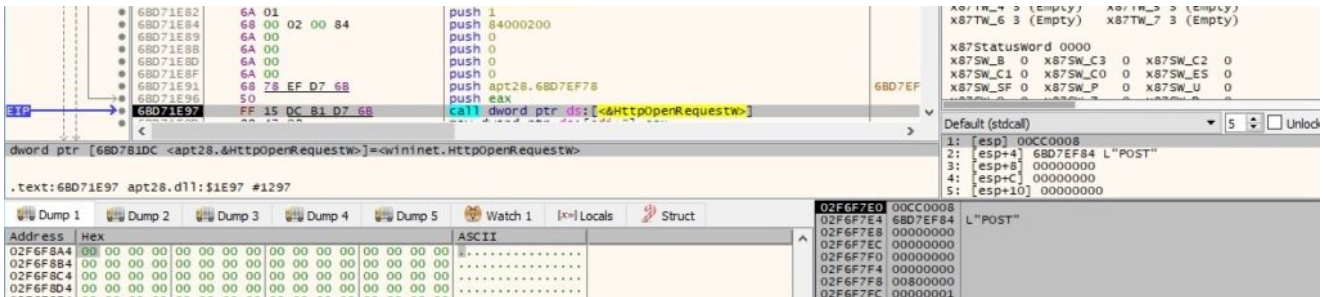 6BD71E82 6A 01 push 1
6BD71E84 68 00 02 00 84 push 84000200
6BD71E89 6A 00 push 0
6BD71E8B 6A 00 push 0
6BD71E8D 6A 00 push 0
6BD71E8F 6A 00 push 0
6BD71E91 68 78 EF D7 6B push apt28.6BD7EF78 6BD7EF
6BD71E96 50 push eax
EIP 6BD71E97 FF 15 DC B1 D7 6B call dword ptr ds:[<&HttpOpenRequestW>]
dword ptr [6BD7B1DC <apt28.&HttpOpenRequestW>]=<wininet.HttpOpenRequestW>
.text:6BD71E97 apt28.dll:$1E97 #1297
x87TW_6 3 (Empty) x87TW_7 3 (Empty)
x87StatusWord 0000
x87SW_B 0 x87SW_C3 0 x87SW_C2 0
x87SW_C1 0 x87SW_C0 0 x87SW_ES 0
x87SW_SF 0 x87SW_P 0 x87SW_U 0
Default (stdcall) 5 Unlock
1: [esp] 00CC0008
2: [esp+4] 6BD7EF84 L"POST"
3: [esp+8] 00000000
4: [esp+C] 00000000
5: [esp+10] 00000000
Dump 1 Dump 2 Dump 3 Dump 4 Dump 5 Watch 1 [x=] Locals Struct
Address Hex ASCII
02F6F8A4 00 00 00 00 00 00 00 00 00 00 00 00 00 00 00 00 ................
02F6F8B4 00 00 00 00 00 00 00 00 00 00 00 00 00 00 00 00 ................
02F6F8C4 00 00 00 00 00 00 00 00 00 00 00 00 00 00 00 00 ................
02F6F8D4 00 00 00 00 00 00 00 00 00 00 00 00 00 00 00 00 ................
02F6F7E0 00CC0008
02F6F7E4 6BD7EF84 L"POST"
02F6F7E8 00000000
02F6F7EC 00000000
02F6F7F0 00000000
02F6F7F4 00000000
02F6F7F8 00800000
02F6F7FC 00000001